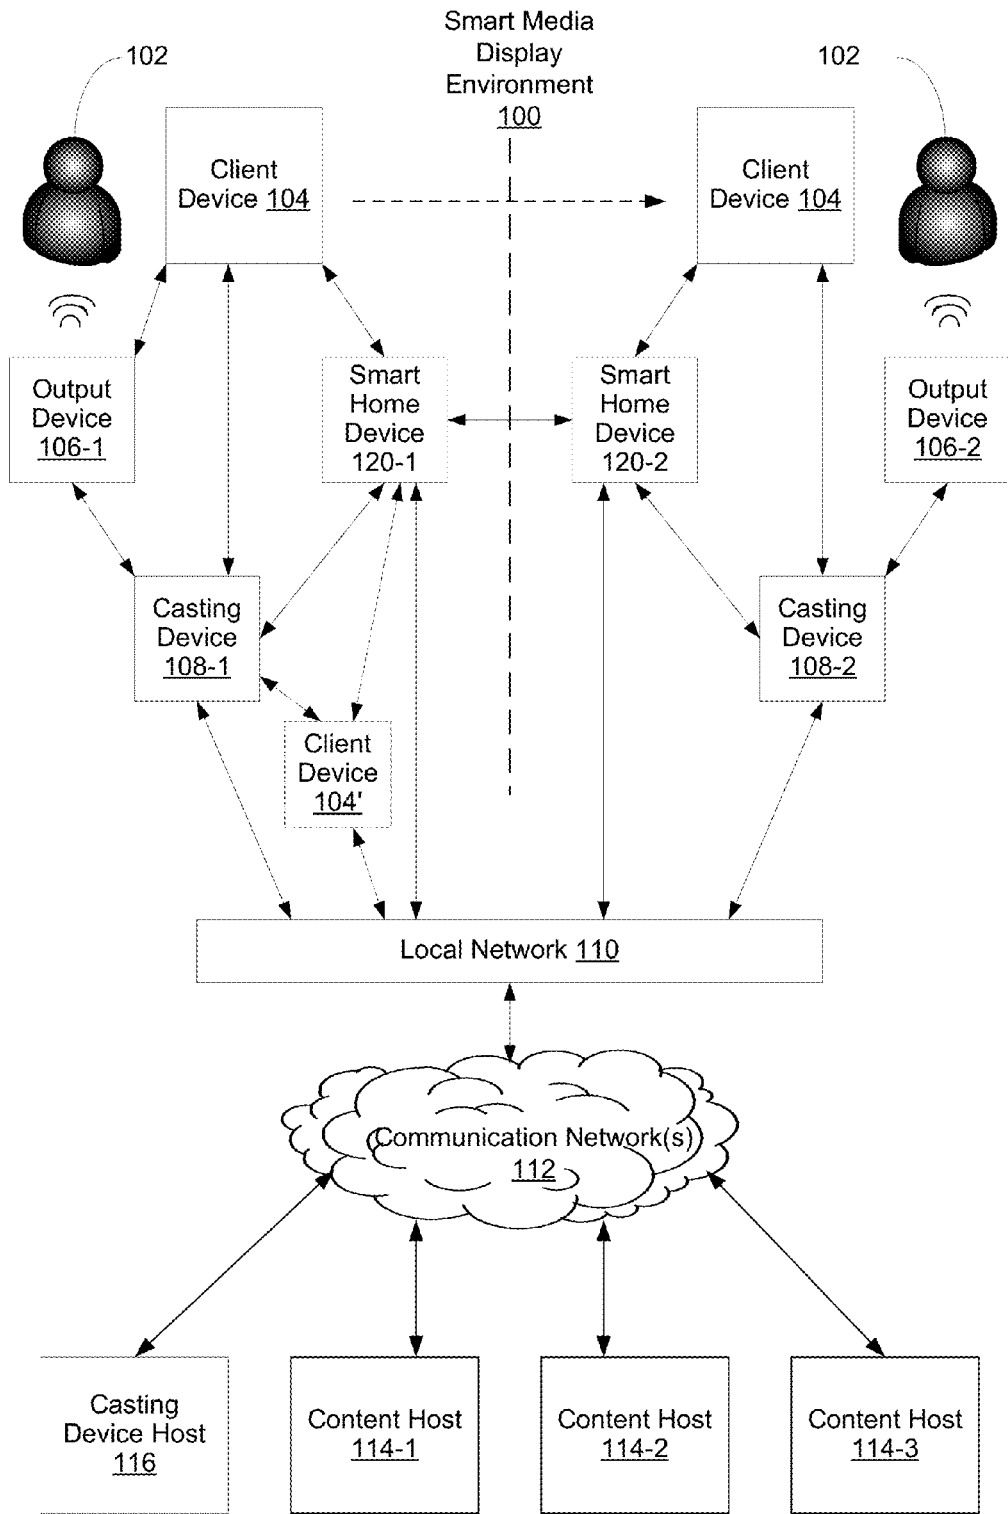 Smart Media
Display
Environment
100
102
102
Client
Device 104
Client
Device 104
Output
Device
106-1
Smart
Home
Device
120-1
Smart
Home
Device
120-2
Output
Device
106-2
Casting
Device
108-1
Casting
Device
108-2
Client
Device
104'
Local Network 110
Communication Network(s)
112
Casting
Device Host
116
Content Host
114-1
Content Host
114-2
Content Host
114-3